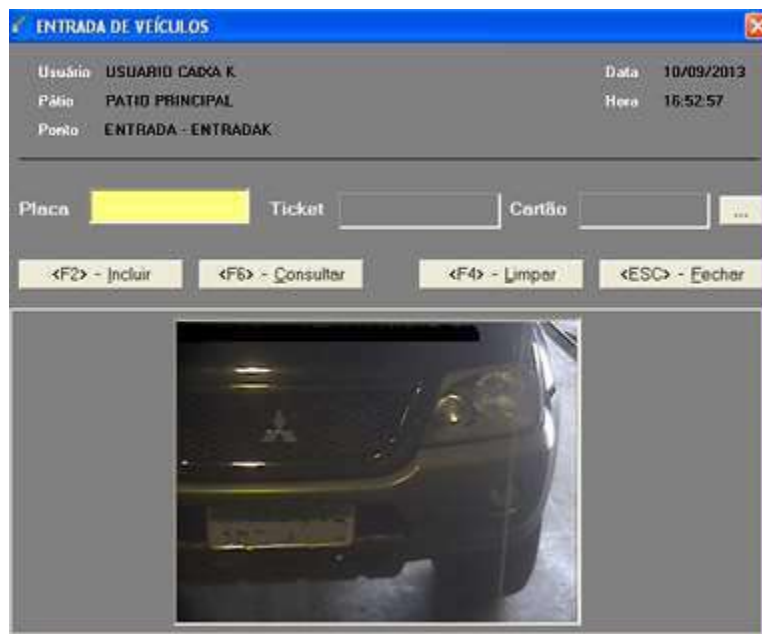 ENTRADA DE VEÍCULOS
Usuário USUARIO CAIXA K
Data 10/09/2013
Pátio PATIO PRINCIPAL
Hora 16:52:57
Ponto ENTRADA - ENTRADAK
Placa Ticket Cartão ...
<F2> - Incluir <F6> - Consultar <F4> - Limpar <ESC> - Fechar